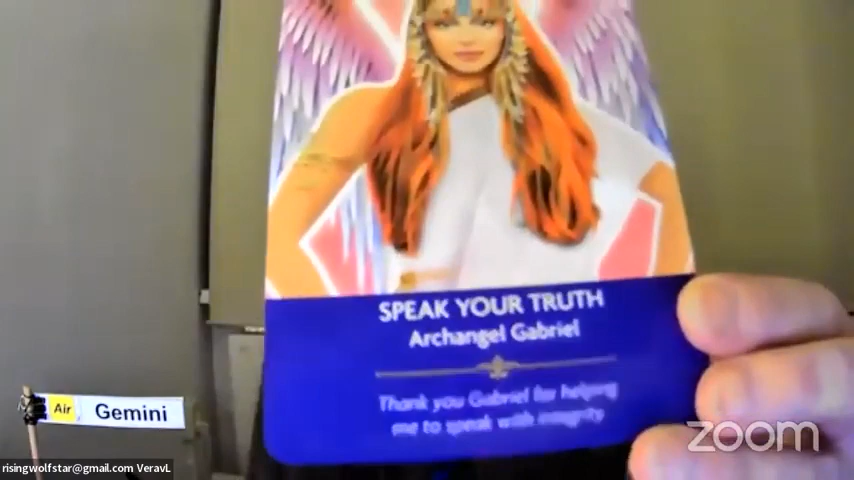 SPEAK YOUR TRUTH
Archangel Gabriel
Thank you Gabriel for helping
me to speak with integrity
Air
Gemini
zoom
risingwolfstar@gmail.com VeravL